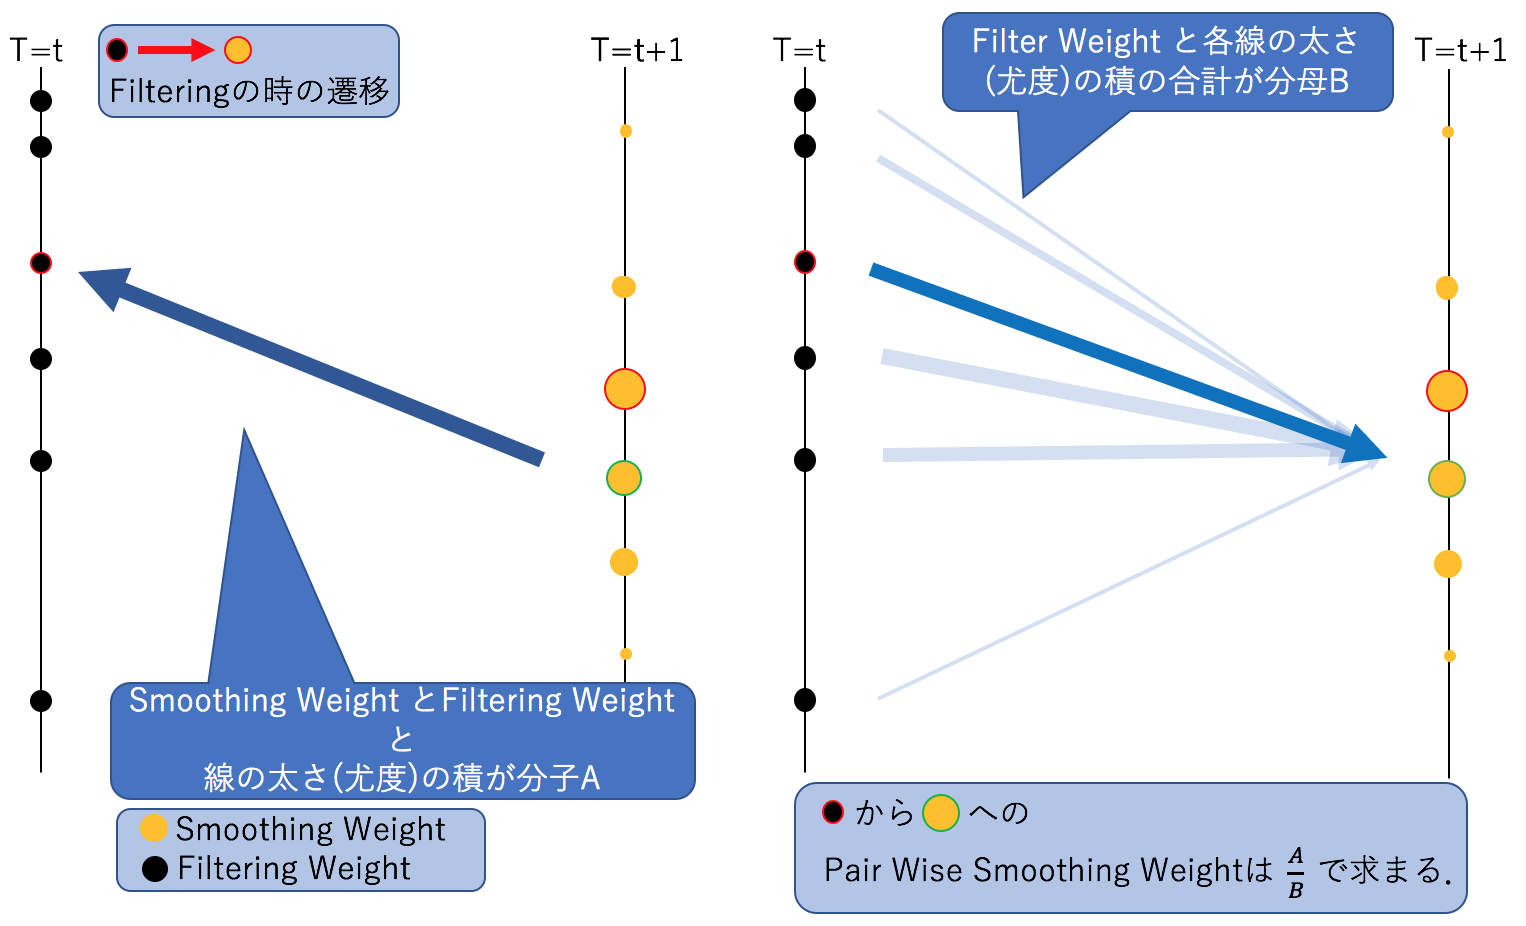 T=t
Filteringの時の遷移
T=t+1
Smoothing Weight とFiltering Weight
と
線の太さ(尤度)の積が分子A
Smoothing Weight
Filtering Weight
T=t
Filter Weight と各線の太さ
(尤度)の積の合計が分母B
T=t+1
から への
Pair Wise Smoothing Weightは A/B で求まる.